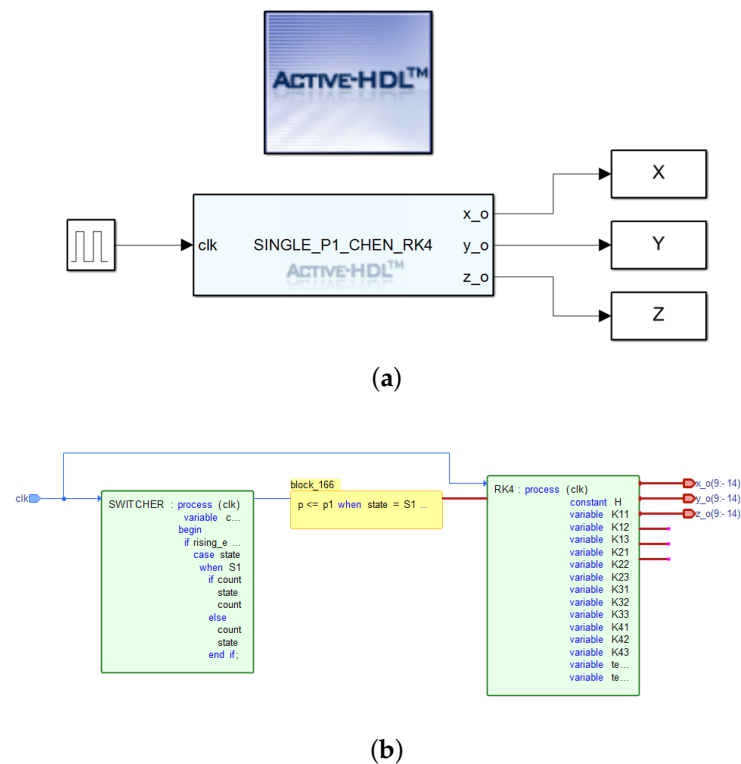 ACTIVE-HDL™
X
x_o
clk
SINGLE_P1_CHEN_RK4
y_o
Y
ACTIVE-HDL™
z_o
Z
(a)
block_166
clk
SWITCHER : process (clk)
variable c...
begin
if rising_e ...
case state
when S1
if count
state
count
else
count
state
end if;
p <= p1 when state = S1 ...
RK4 : process (clk)
constant H
variable K11
variable K12
variable K13
variable K21
variable K22
variable K23
variable K31
variable K32
variable K33
variable K41
variable K42
variable K43
variable te...
variable te...
x_o(9:- 14)
y_o(9:- 14)
z_o(9:- 14)
(b)